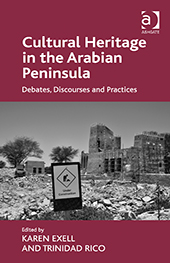 ASHGATE
Cultural Heritage
in the Arabian
Peninsula
Debates, Discourses and Practices
Edited by
KAREN EXELL
AND TRINIDAD RICO